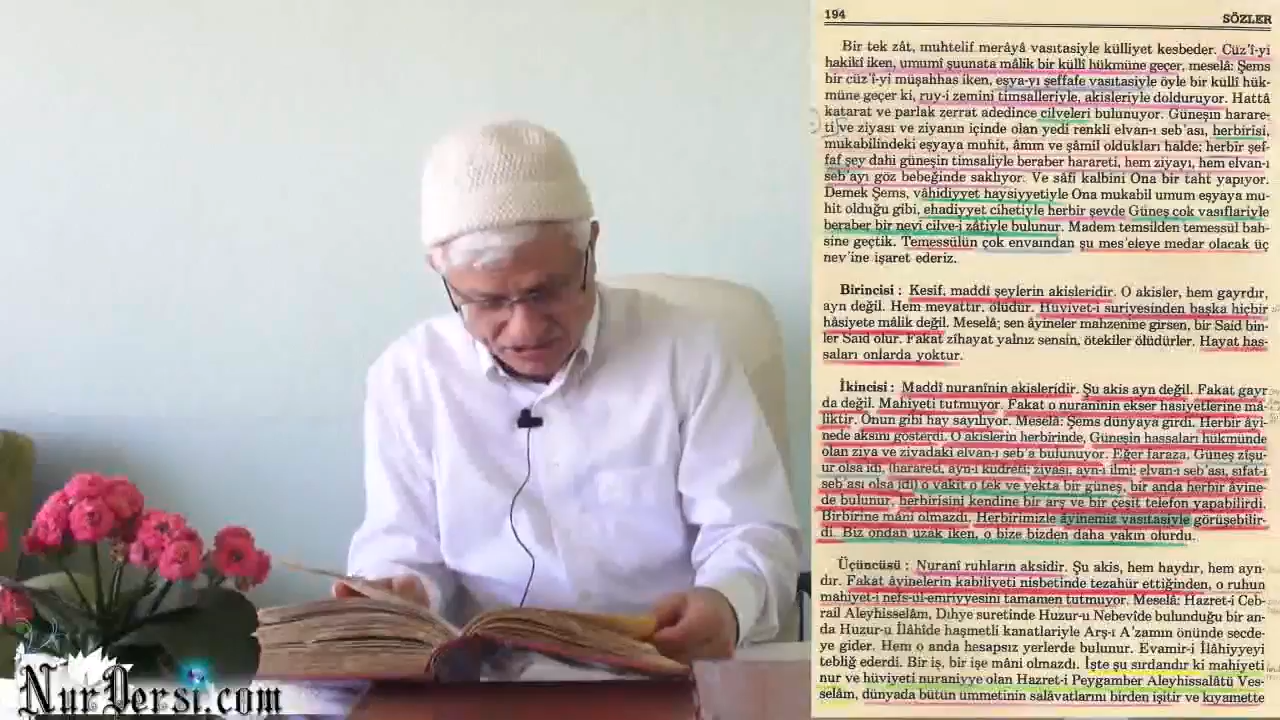 194
SÖZLER
Bir tek zât, muhtelif merâyâ vasıtasiyle külliyet kesbeder. Cüz'î-yi
hakikî iken, umumî şuunata mâlik bir küllî hükmüne geçer, meselâ: Şems
bir cüz'î-yi müşahhas iken, eşya-yı şeffafe vasıtasiyle öyle bir küllî hük-
müne geçer ki, ruy-i zemini timsalleriyle, akisleriyle dolduruyor. Hattâ
katarat ve parlak zerrat adedince cilveleri bulunuyor. Güneşin harare-
ti ve ziyası ve ziyanın içinde olan yedi renkli elvan-ı seb'ası, herbirisi,
mukabilindeki eşyaya muhit, âmm ve şâmil oldukları halde; herbir şef-
faf şey dahi güneşin timsaliyle beraber harareti, hem ziyayı, hem elvan-ı
seb'ayı göz bebeğinde saklıyor. Ve sâfi kalbini Ona bir taht yapıyor.
Demek Şems, vâhidiyyet haysiyyetiyle Ona mukabil umum eşyaya mu-
hit olduğu gibi, ehadiyyet cihetiyle herbir şeyde Güneş çok vasıflariyle
beraber bir nevi cilve-i zâtiyle bulunur. Madem temsilden temessül bah-
sine geçtik. Temessülün çok envaından şu mes'eleye medar olacak üç
nev'ine işaret ederiz.
Birincisi : Kesif, maddî şeylerin akisleridir. O akisler, hem gayrdır,
ayn değil. Hem mevattır, ölüdür. Hüviyet-i suriyesinden başka hiçbir
hâsiyete mâlik değil. Meselâ; sen âyineler mahzenine girsen, bir Said bin-
ler Said olur. Fakat zîhayat yalnız sensin, ötekiler ölüdürler. Hayat has-
saları onlarda yoktur.
İkincisi : Maddî nuranînin akisleridir. Şu akis ayn değil. Fakat gayr
da değil. Mahiyeti tutmuyor. Fakat o nuranînin ekser hasiyetlerine mâ-
liktir. Onun gibi hay sayılıyor. Meselâ: Şems dünyaya girdi. Herbir âyi-
nede aksini gösterdi. O akislerin herbirinde, Güneşin hassaları hükmünde
olan ziya ve ziyadaki elvan-ı seb'a bulunuyor. Eğer faraza, Güneş zişu-
ur olsa idi, (harareti, ayn-ı kudreti; ziyası, ayn-ı ilmi; elvan-ı seb'ası, sıfat-ı
seb'ası olsa idi) o vakit o tek ve yekta bir güneş, bir anda herbir âyine-
de bulunur, herbirisini kendine bir arş ve bir çeşit telefon yapabilirdi.
Birbirine mâni olmazdı. Herbirimizle âyinemiz vasıtasiyle görüşebilir-
di. Biz ondan uzak iken, o bize bizden daha yakın olurdu.
Üçüncüsü : Nuranî ruhların aksidir. Şu akis, hem haydır, hem ayn-
dır. Fakat âyinelerin kabiliyeti nisbetinde tezahür ettiğinden, o ruhun
mahiyet-i nefs-ül-emriyyesini tamamen tutmuyor. Meselâ: Hazret-i Ceb-
rail Aleyhisselâm, Dıhye suretinde Huzur-u Nebevîde bulunduğu bir an-
da Huzur-u İlâhîde haşmetli kanatlariyle Arş-ı A'zamın önünde secde-
ye gider. Hem o anda hesapsız yerlerde bulunur. Evamir-i İlâhiyyeyi
tebliğ ederdi. Bir iş, bir işe mâni olmazdı. İşte şu sırdandır ki mahiyeti
nur ve hüviyeti nuraniyye olan Hazret-i Peygamber Aleyhissalâtü Ves-
selâm, dünyada bütün ümmetinin salâvatlarını birden işitir ve kıyamette
NurDersi.com